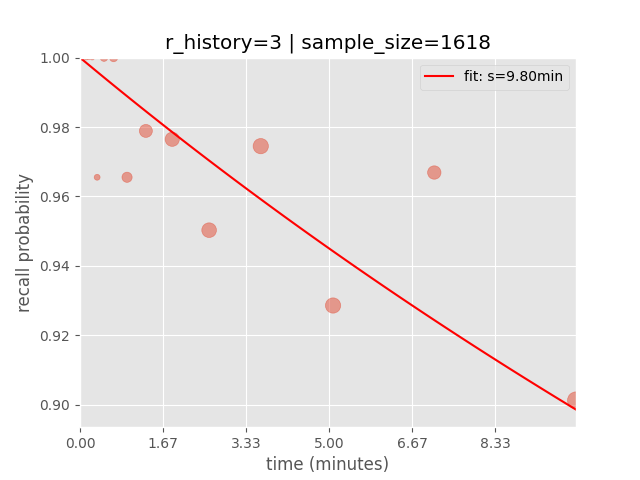 r_history=3 | sample_size=1618
fit: s=9.80min
1.00
0.98
0.96
0.94
0.92
0.90
recall probability
0.00 1.67 3.33 5.00 6.67 8.33
time (minutes)